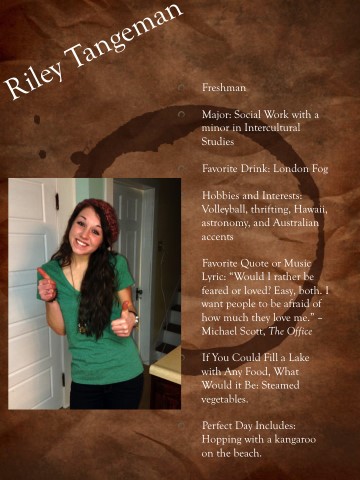 Riley Tangeman
Freshman
Major: Social Work with a
minor in Intercultural
Studies
Favorite Drink: London Fog
Hobbies and Interests:
Volleyball, thrifting, Hawaii,
astronomy, and Australian
accents
Favorite Quote or Music
Lyric: “Would I rather be
feared or loved? Easy, both. I
want people to be afraid of
how much they love me.” –
Michael Scott, The Office
If You Could Fill a Lake
with Any Food, What
Would it Be: Steamed
vegetables.
Perfect Day Includes:
Hopping with a kangaroo
on the beach.